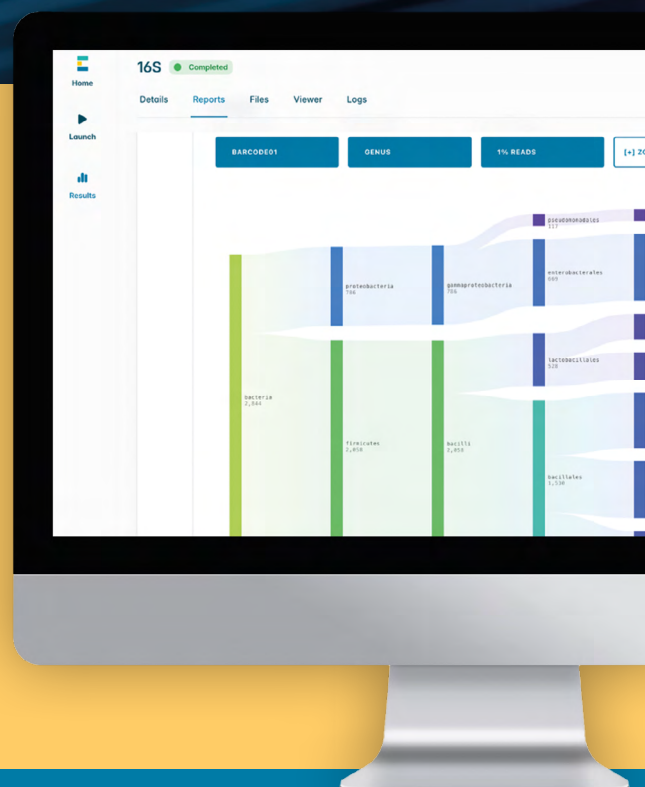 Home
16S Completed
Details Reports Files Viewer Logs
Launch
BARCODE01 GENUS 1% READS [+]
Results
pseudomonadales
117
proteobacteria
786
gammaproteobacteria
786
enterobacterales
669
lactobacillales
520
bacteria
2,844
firmicutes
2,058
bacilli
2,058
bacillales
1,530